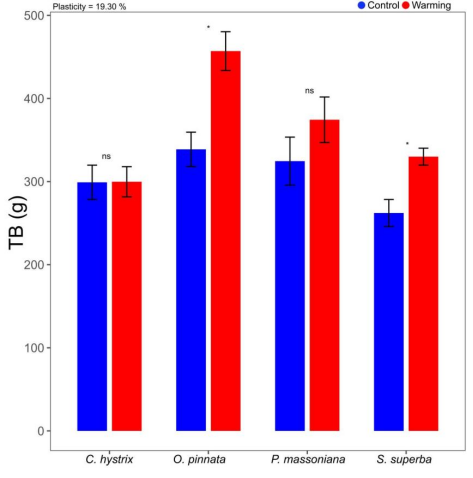 Plasticity = 19.30 %
Control Warming
500
400
300
200
100
0
TB (g)
ns
*
ns
*
C. hystrix
O. pinnata
P. massoniana
S. superba